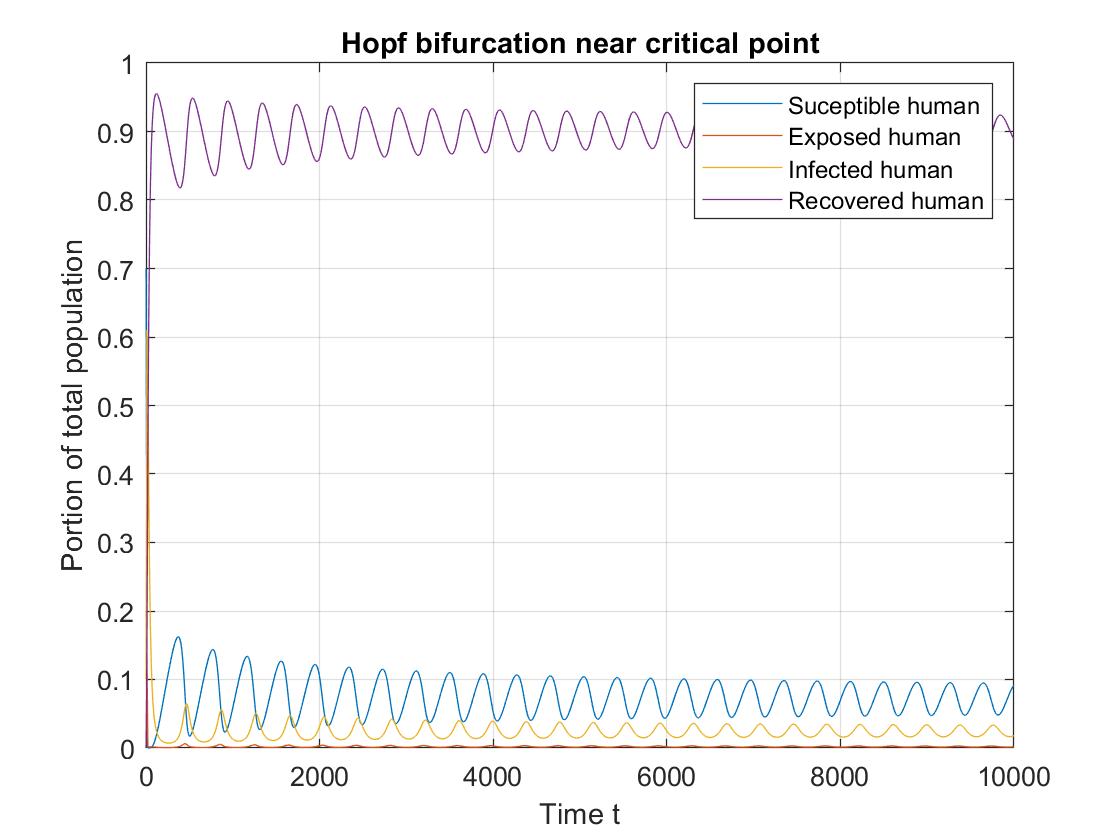 Hopf bifurcation near critical point
1
0.9
0.8
0.7
0.6
0.5
0.4
0.3
0.2
0.1
0
Portion of total population
Suceptible human
Exposed human
Infected human
Recovered human
0 2000 4000 6000 8000 10000
Time t